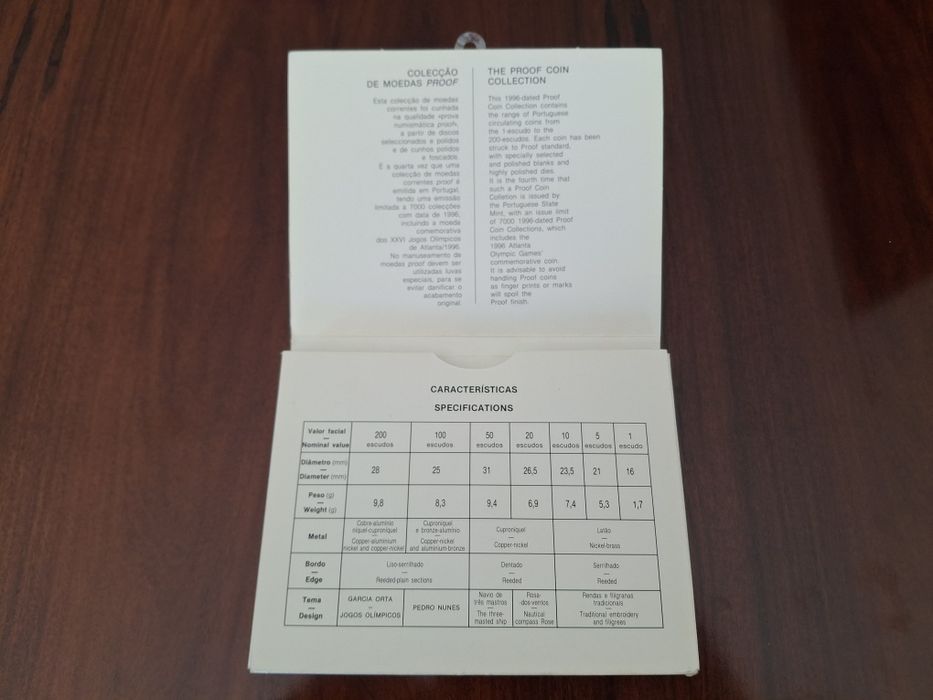 COLECÇÃO
DE MOEDAS PROOF
Esta colecção de moedas
correntes foi cunhada
na qualidade «prova
numismática proof»,
a partir de discos
seleccionados e polidos
e de cunhos polidos
e foscados.
É a quarta vez que uma
colecção de moedas
correntes proof é
emitida em Portugal,
tendo uma emissão
limitada a 7000 colecções
com data de 1996,
incluindo a moeda
comemorativa
dos XXVI Jogos Olímpicos
de Atlanta/1996.
No manuseamento de
moedas proof devem ser
utilizadas luvas
especiais, para se
evitar danificar o
acabamento
original.
THE PROOF COIN
COLLECTION
This 1996-dated Proof
Coin Collection contains
the range of Portuguese
circulating coins from
the 1-escudo to the
200-escudos. Each coin has been
struck to Proof standard,
with specially selected
and polished blanks and
highly polished dies.
It is the fourth time that
such a Proof Coin
Colletion is issued by
the Portuguese State
Mint, with an issue limit
of 7000 1996-dated Proof
Coin Collections, which
includes the
1996 Atlanta
Olympic Games'
commemorative coin.
It is advisable to avoid
handling Proof coins
as finger prints or marks
will spoil the
Proof finish.
CARACTERÍSTICAS
SPECIFICATIONS
Valor facial
—
Nominal value
200
escudos
100
escudos
50
escudos
20
escudos
10
escudos
5
escudos
1
escudo
Diâmetro (mm)
—
Diameter (mm)
28
25
31
26,5
23,5
21
16
Peso (g)
—
Weight (g)
9,8
8,3
9,4
6,9
7,4
5,3
1,7
Metal
Cobre-alumínio
níquel-cuproníquel
—
Copper-aluminium
nickel and copper-nickel
Cuproníquel
e bronze-alumínio
—
Copper-nickel
and aluminium-bronze
Cuproníquel
—
Copper-nickel
Latão
—
Nickel-brass
Bordo
—
Edge
Liso-serrilhado
—
Reeded-plain sections
Dentado
—
Reeded
Serrilhado
—
Reeded
Tema
—
Design
GARCIA ORTA
—
JOGOS OLÍMPICOS
PEDRO NUNES
Navio de
três mastros
—
The three-
masted ship
Rosa-
dos-ventos
—
Nautical
compass Rose
Rendas e filigranas
tradicionais
—
Traditional embroidery
and filigrees